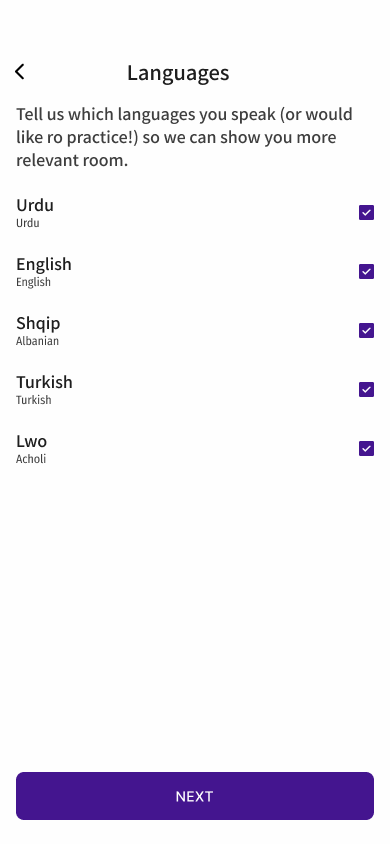 Languages
Tell us which languages you speak (or would
like ro practice!) so we can show you more
relevant room.
Urdu
Urdu
English
English
Shqip
Albanian
Turkish
Turkish
Lwo
Acholi
NEXT